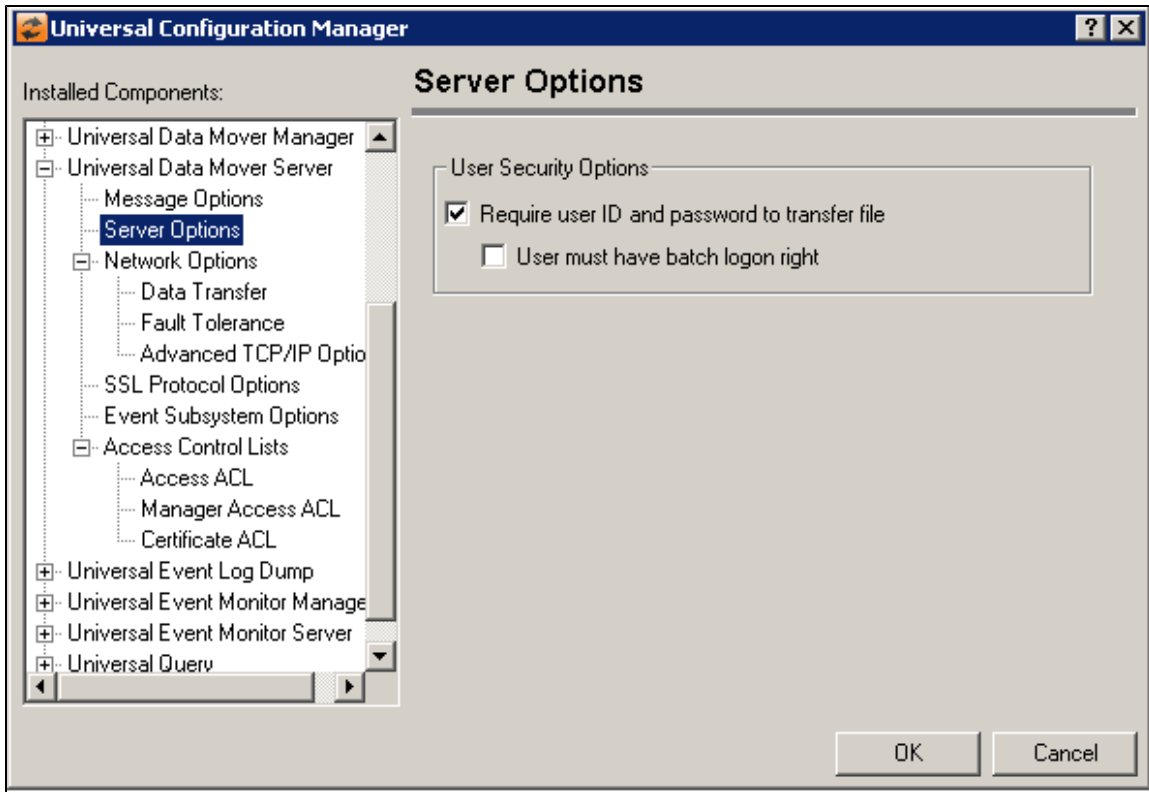 Universal Configuration Manager
Installed Components:
Universal Data Mover Manager
Universal Data Mover Server
Message Options
Server Options
Network Options
Data Transfer
Fault Tolerance
Advanced TCP/IP Optio
SSL Protocol Options
Event Subsystem Options
Access Control Lists
Access ACL
Manager Access ACL
Certificate ACL
Universal Event Log Dump
Universal Event Monitor Manage
Universal Event Monitor Server
Universal Query
Server Options
User Security Options
Require user ID and password to transfer file
User must have batch logon right
OK
Cancel